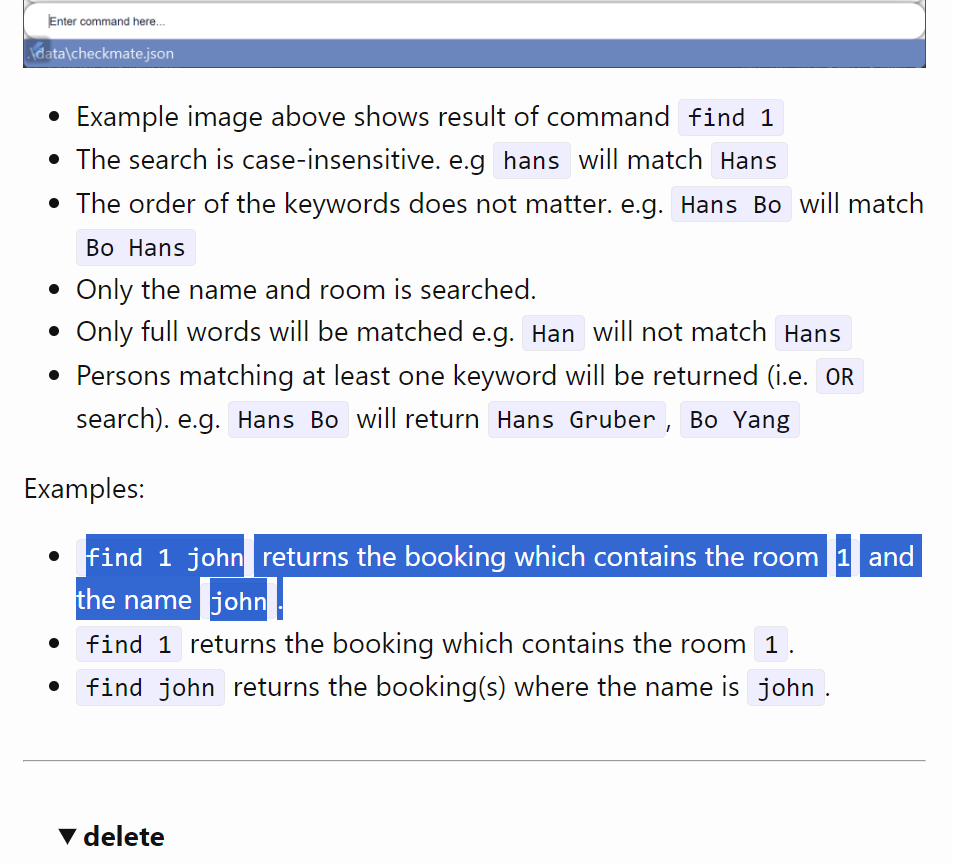 Enter command here...
.\data\checkmate.json
Example image above shows result of command find 1
The search is case-insensitive. e.g hans will match Hans
The order of the keywords does not matter. e.g. Hans Bo will match
Bo Hans
Only the name and room is searched.
Only full words will be matched e.g. Han will not match Hans
Persons matching at least one keyword will be returned (i.e. OR
search). e.g. Hans Bo will return Hans Gruber, Bo Yang
Examples:
find 1 john returns the booking which contains the room 1 and
the name john.
find 1 returns the booking which contains the room 1.
find john returns the booking(s) where the name is john.
▼ delete